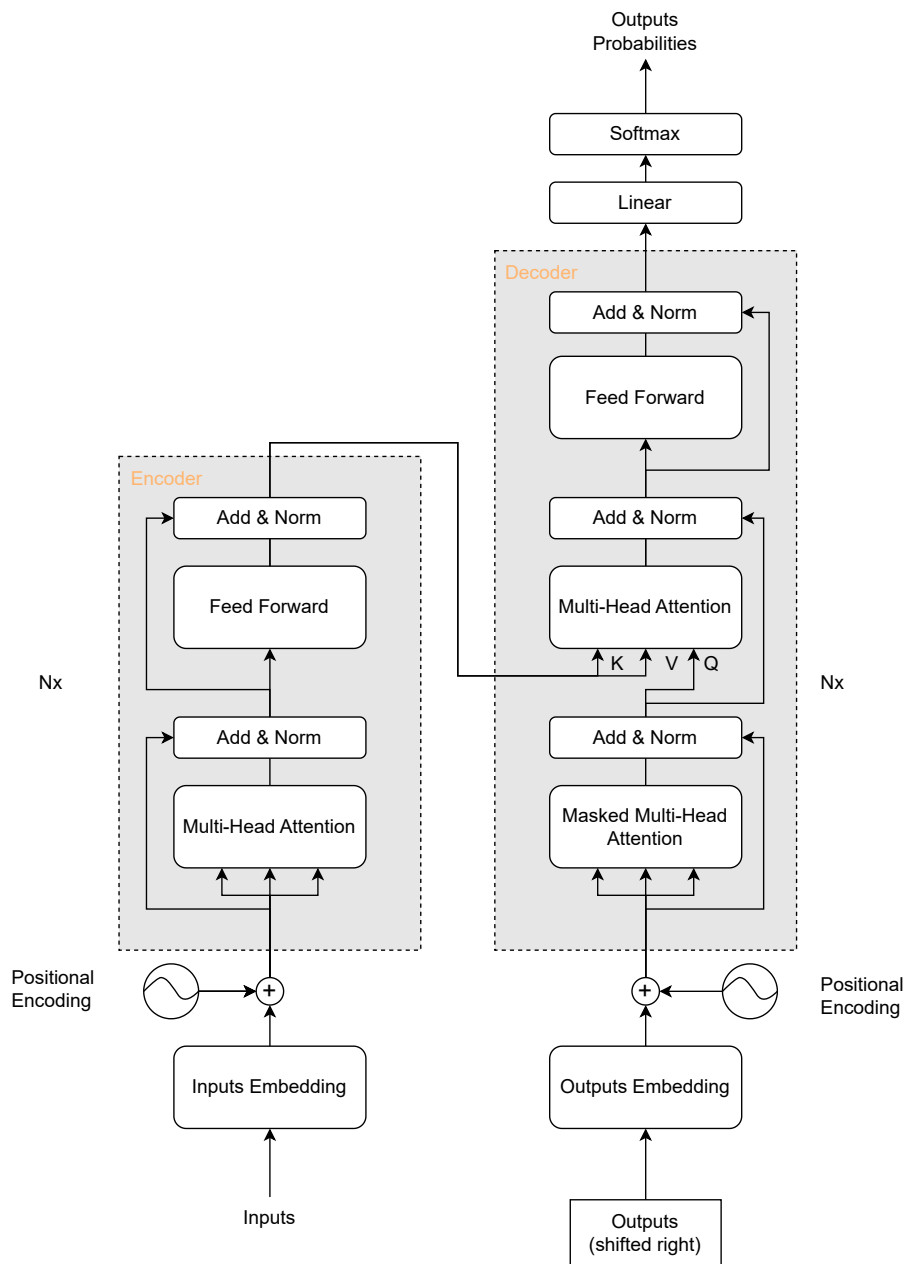 Outputs
Probabilities
Softmax
Linear
Decoder
Add & Norm
Feed Forward
Add & Norm
Multi-Head Attention
K
V
Q
Nx
Add & Norm
Masked Multi-Head
Attention
Positional
Encoding
+
Outputs Embedding
Outputs
(shifted right)
Encoder
Add & Norm
Feed Forward
Nx
Add & Norm
Multi-Head Attention
Positional
Encoding
+
Inputs Embedding
Inputs